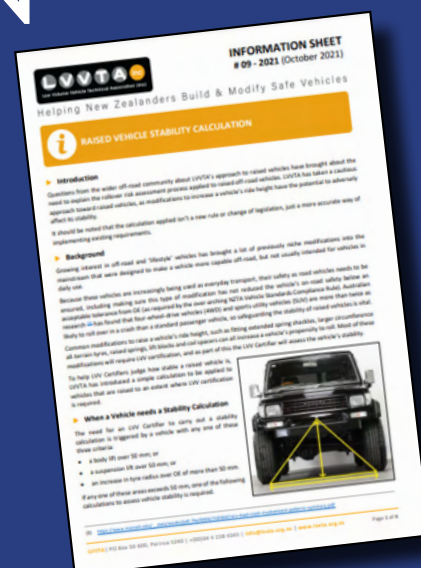 LVVTA
Low Volume Vehicle Technical Association (Inc)
INFORMATION SHEET
# 09 - 2021 (October 2021)
Helping New Zealanders Build & Modify Safe Vehicles
RAISED VEHICLE STABILITY CALCULATION
Introduction
Questions from the wider off-road community about LVVTA's approach to raised vehicles have brought about the
need to explain the rollover risk assessment process applied to raised off-road vehicles. LVVTA has taken a cautious
approach toward raised vehicles, as modifications to increase a vehicle's ride height have the potential to adversely
affect its stability.
It should be noted that the calculation applied isn't a new rule or change of legislation, just a more accurate way of
implementing existing requirements.
Background
Growing interest in off-road and 'lifestyle' vehicles has brought a lot of previously niche modifications into the
mainstream that were designed to make a vehicle more capable off-road, but not usually intended for vehicles in
daily use.
Because these vehicles are increasingly being used as everyday transport, their safety as road vehicles needs to be
ensured, including making sure this type of modification has not reduced the vehicle's on-road safety below an
acceptable tolerance from OE (as required by the over-arching NZTA Vehicle Standards Compliance Rule). Australian
research has found that four-wheel-drive vehicles (4WD) and sports utility vehicles (SUV) are more than twice as
likely to roll over in a crash than a standard passenger vehicle, so safeguarding the stability of raised vehicles is vital.
Common modifications to raise a vehicle's ride height, such as fitting extended spring shackles, larger circumference
all-terrain tyres, raised springs, lift blocks and coil spacers can all increase a vehicle's propensity to roll. Most of these
modifications will require LVV certification, and as part of this the LVV Certifier will assess the vehicle's stability.
To help LVV Certifiers judge how stable a raised vehicle is,
LVVTA has introduced a simple calculation to be applied to
vehicles that are raised to an extent where LVV certification
is required.
When a Vehicle needs a Stability Calculation
The need for an LVV Certifier to carry out a stability
calculation is triggered by a vehicle with any one of these
three criteria:
• a body lift over 50 mm; or
• a suspension lift over 50 mm; or
• an increase in tyre radius over OE of more than 50 mm.
If any one of these areas exceeds 50 mm, one of the following
calculations to assess vehicle stability is required.
Page 1 of 6